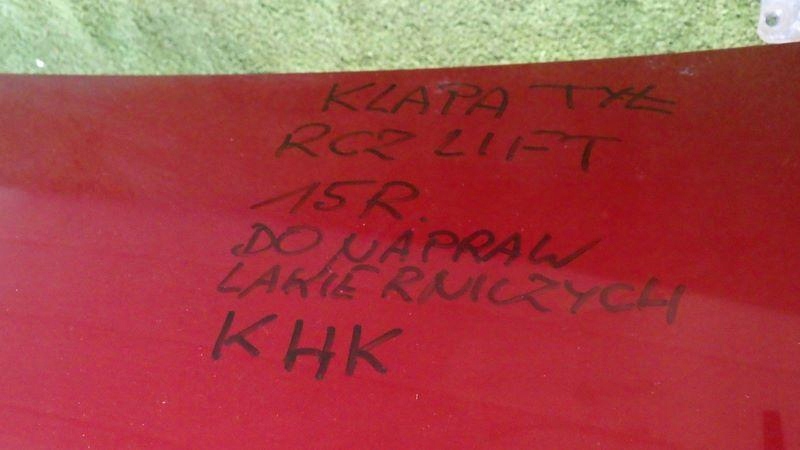 KLAPA TYŁ
RCZ LIFT
15R.
DO NAPRAW
LAKIERNICZYCH
KHK